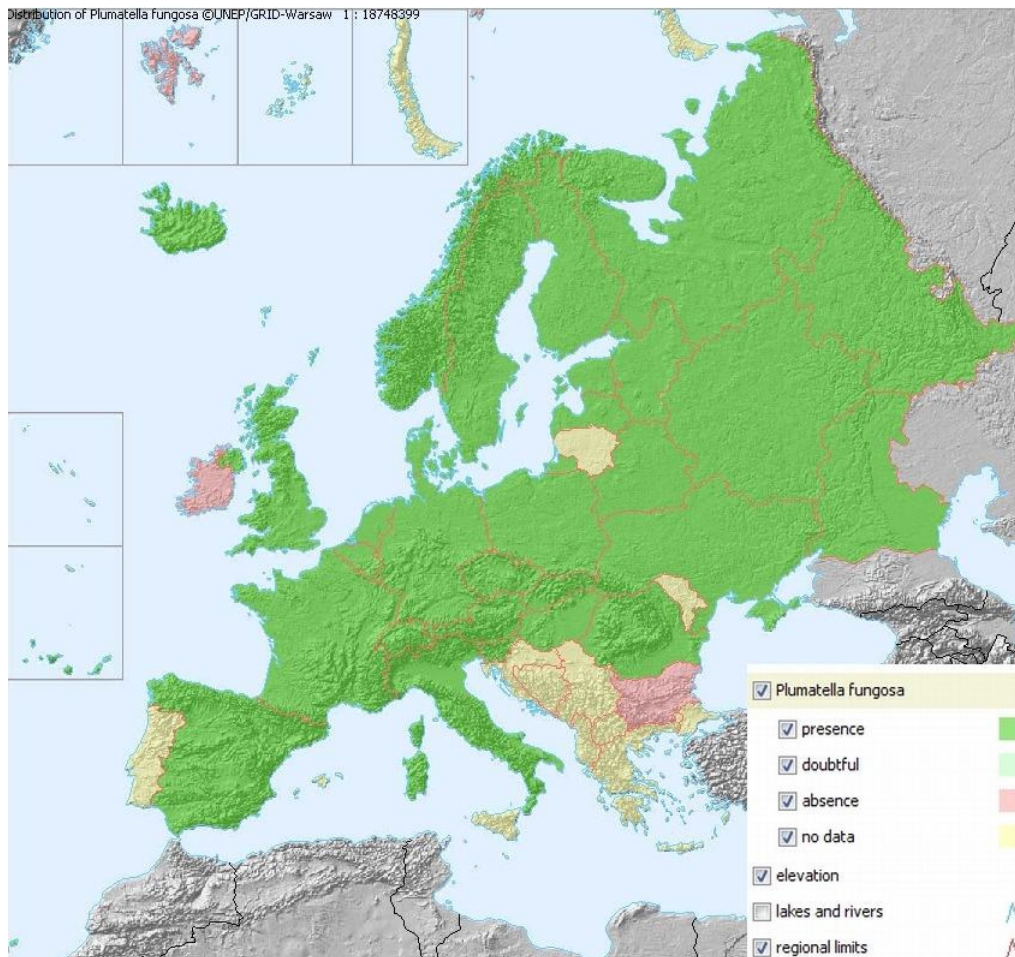 Distribution of Plumatella fungosa ©UNEP/GRID-Warsaw 1 : 18748399
Plumatella fungosa
presence
doubtful
absence
no data
elevation
lakes and rivers
regional limits